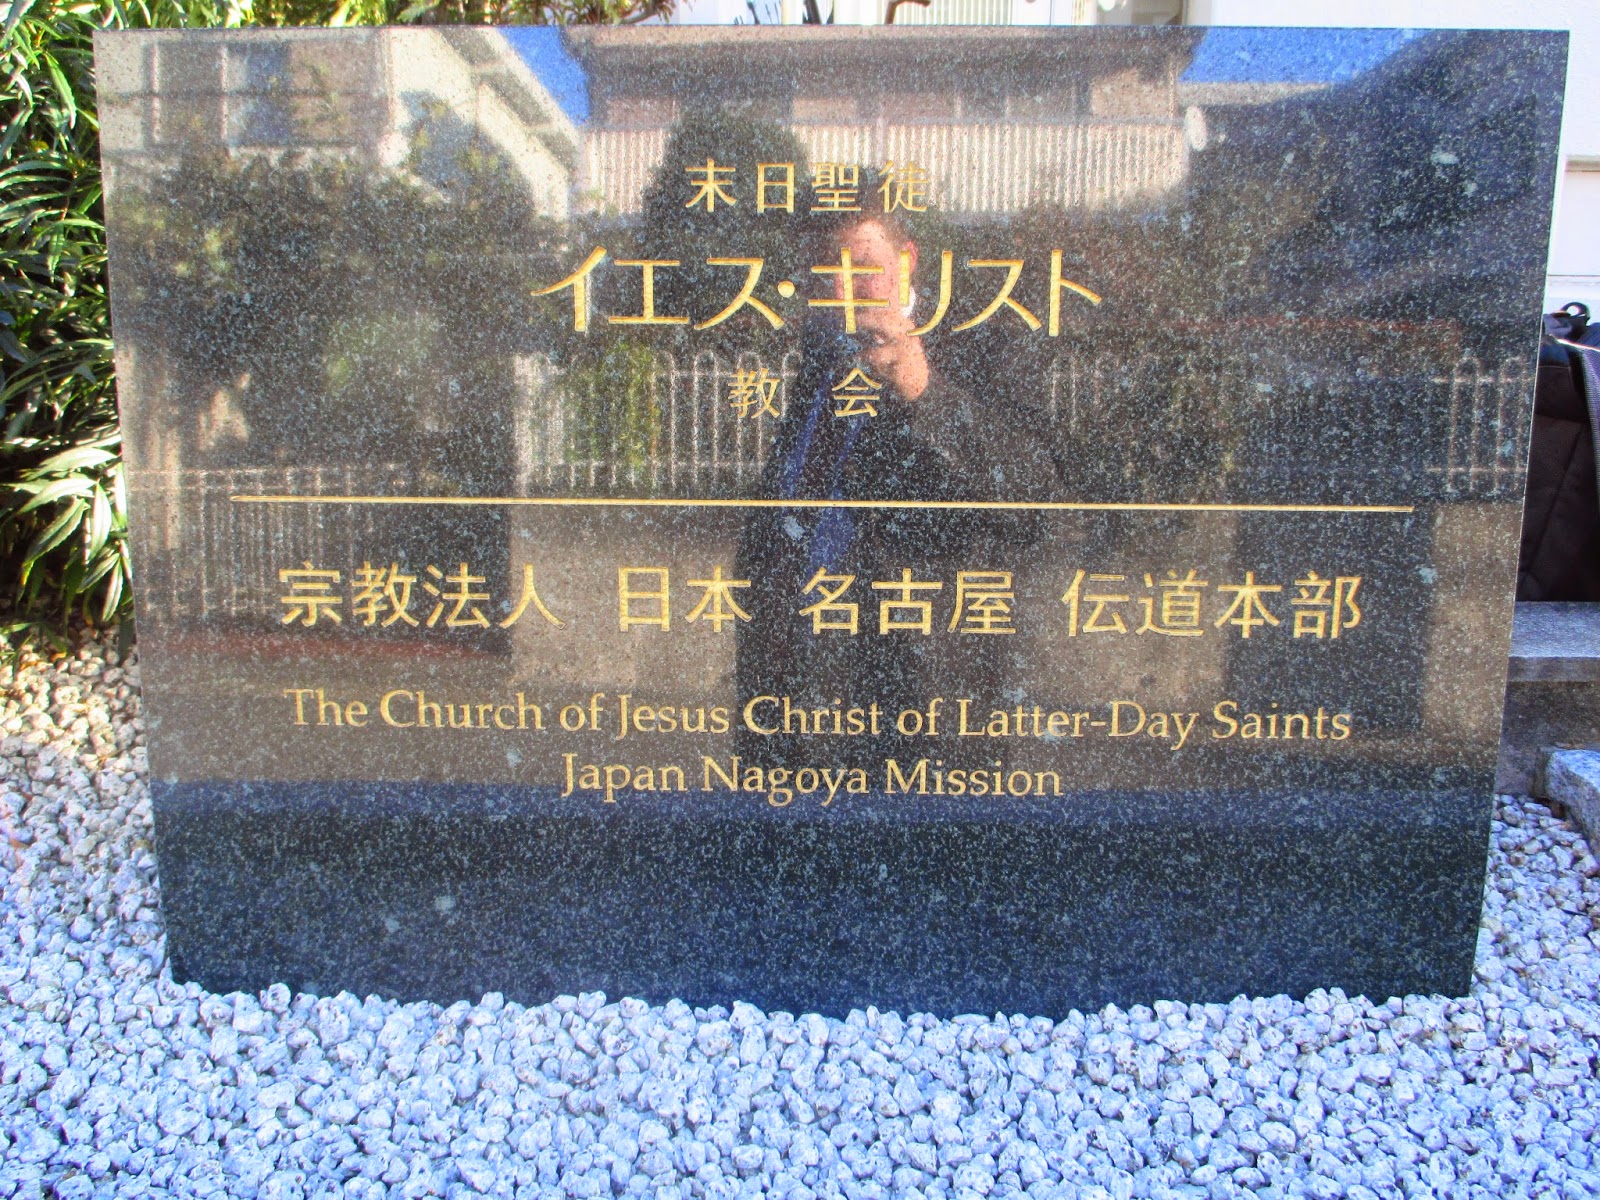 末日聖徒
イエス・キリスト
教会
宗教法人 日本 名古屋 伝道本部
The Church of Jesus Christ of Latter-Day Saints
Japan Nagoya Mission